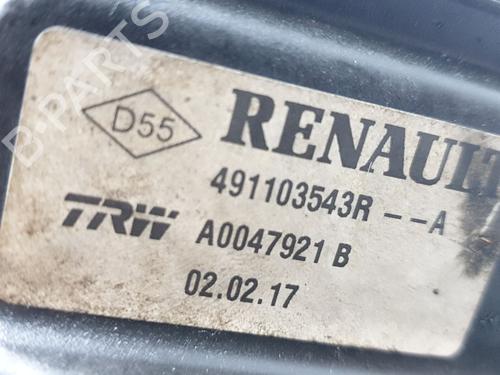 D55 RENAULT
491103543R -- A
TRW A0047921 B
02.02.17
B-PARTS